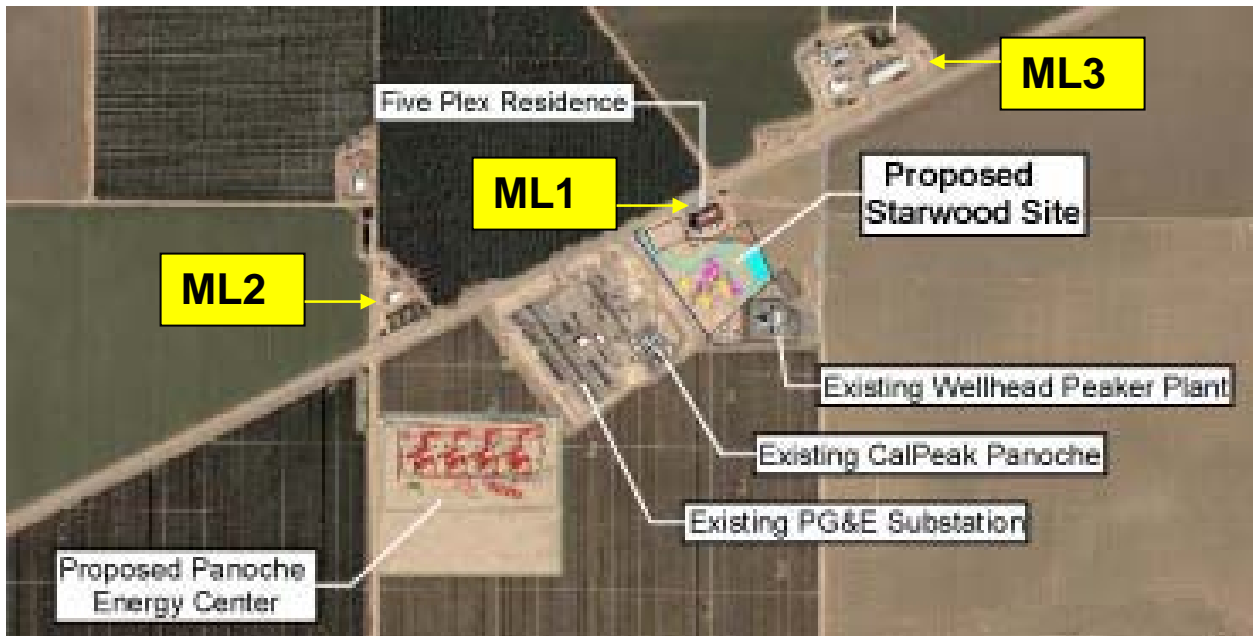 ML3
Five Plex Residence
ML1
Proposed
Starwood Site
ML2
Existing Wellhead Peaker Plant
Existing CalPeak Panoche
Existing PG&E Substation
Proposed Panoche
Energy Center